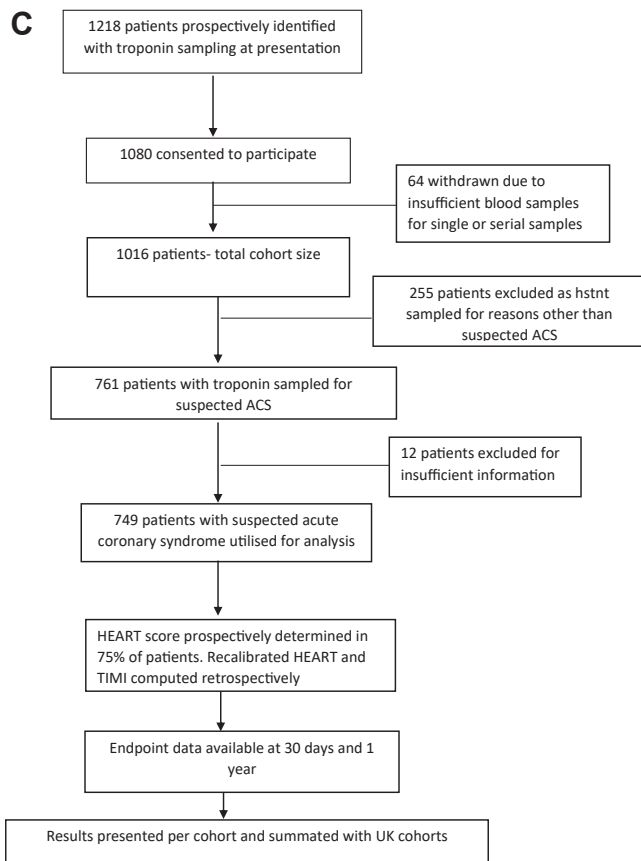 C
1218 patients prospectively identified
with troponin sampling at presentation
1080 consented to participate
64 withdrawn due to
insufficient blood samples
for single or serial samples
1016 patients- total cohort size
255 patients excluded as hstnt
sampled for reasons other than
suspected ACS
761 patients with troponin sampled for
suspected ACS
12 patients excluded for
insufficient information
749 patients with suspected acute
coronary syndrome utilised for analysis
HEART score prospectively determined in
75% of patients. Recalibrated HEART and
TIMI computed retrospectively
Endpoint data available at 30 days and 1
year
Results presented per cohort and summated with UK cohorts